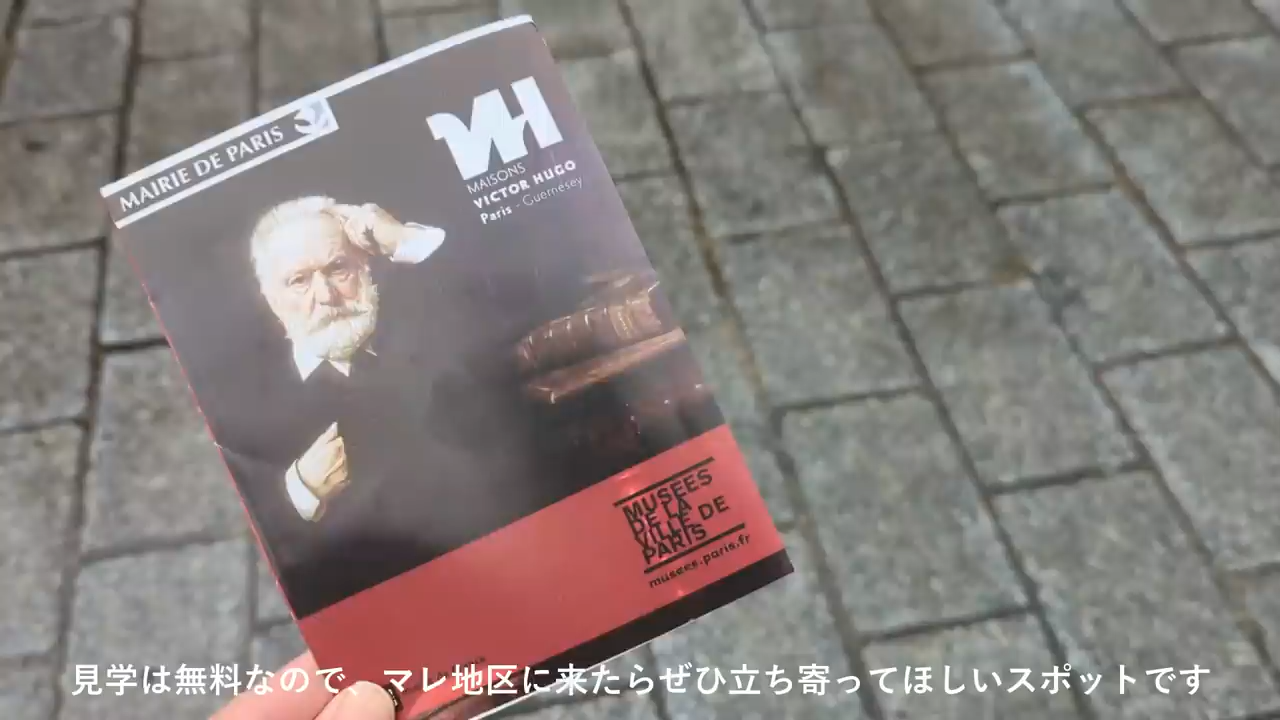 MAIRIE DE PARIS
MAISONS
VICTOR HUGO
Paris - Guernesey
MUSEES
DE LA
VILLE DE
PARIS
musees.paris.fr
見学は無料なので、マレ地区に来たらぜひ立ち寄ってほしいスポットです